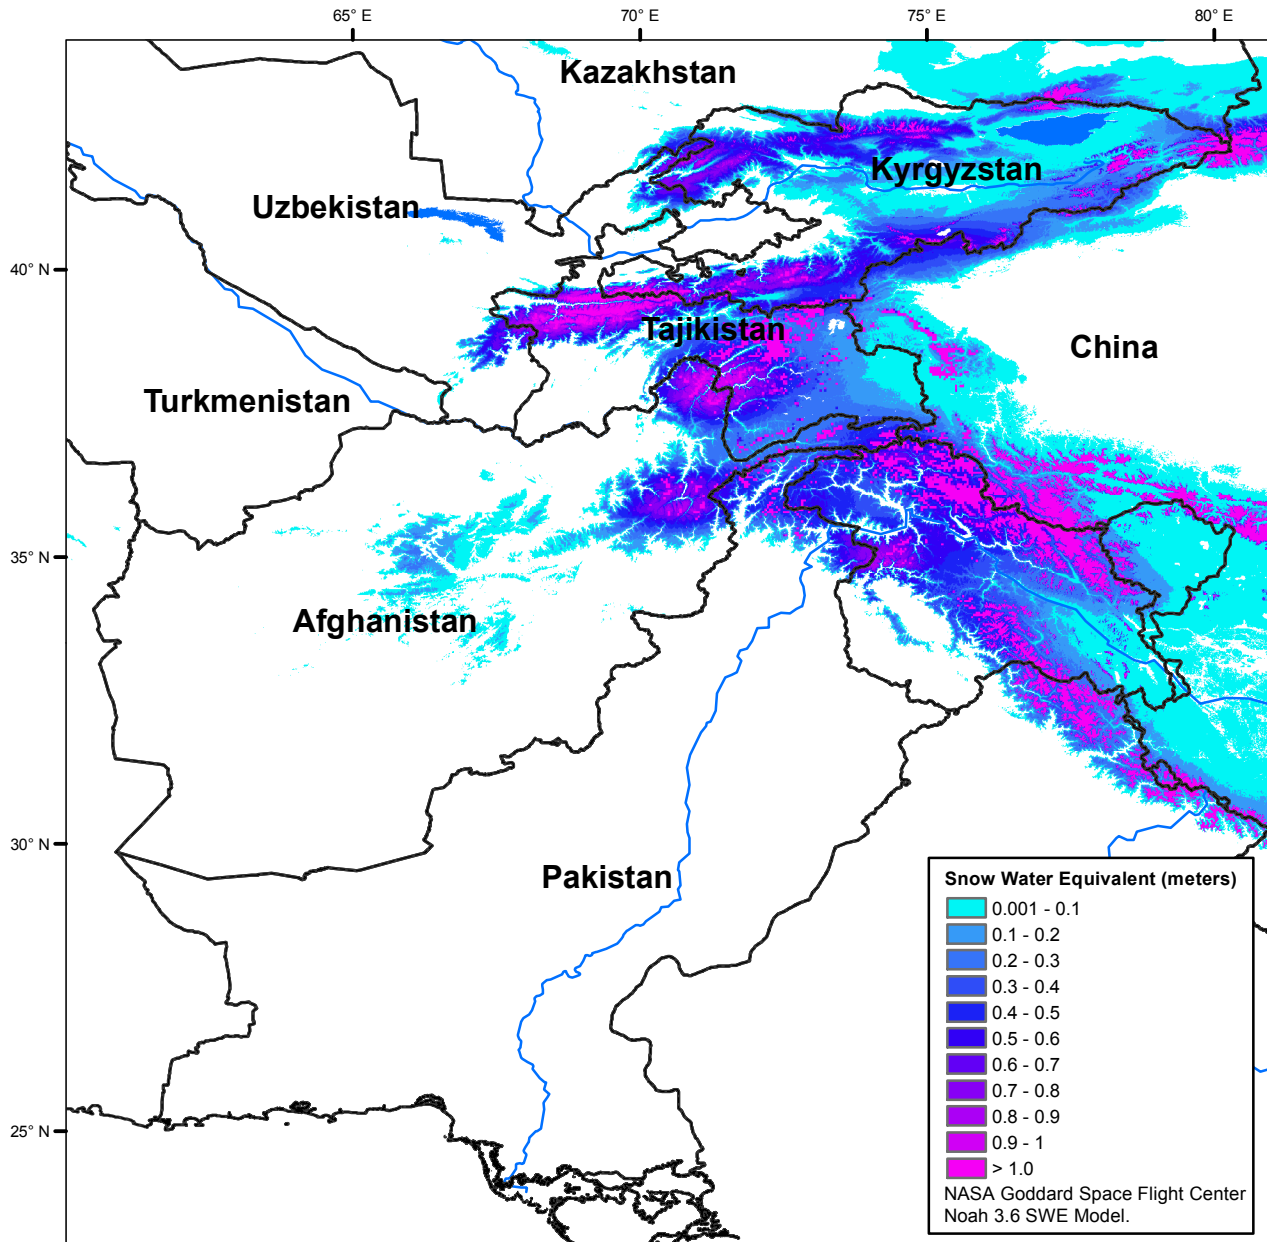 65° E
70° E
75° E
80° E
Kazakhstan
Kyrgyzstan
Uzbekistan
40° N
Tajikistan
China
Turkmenistan
35° N
Afghanistan
30° N
Pakistan
25° N
Snow Water Equivalent (meters)
0.001 - 0.1
0.1 - 0.2
0.2 - 0.3
0.3 - 0.4
0.4 - 0.5
0.5 - 0.6
0.6 - 0.7
0.7 - 0.8
0.8 - 0.9
0.9 - 1
> 1.0
NASA Goddard Space Flight Center
Noah 3.6 SWE Model.